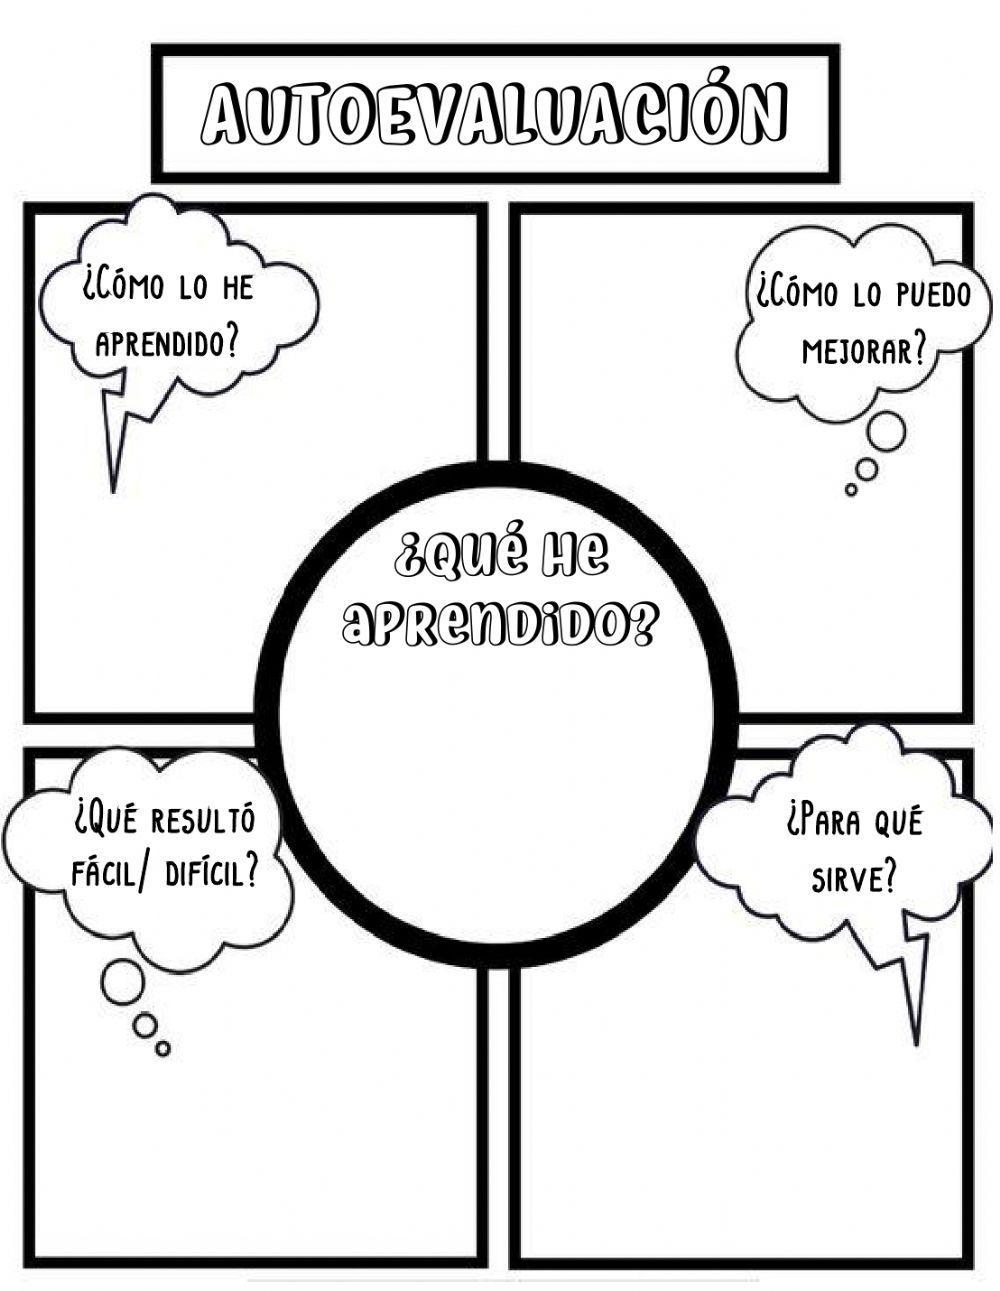 AUTOEVALUACIÓN
¿CÓMO LO HE
APRENDIDO?
¿CÓMO LO PUEDO
MEJORAR?
¿QUÉ HE
APRENDIDO?
¿QUÉ RESULTÓ
FÁCIL/ DIFÍCIL?
¿PARA QUÉ
SIRVE?